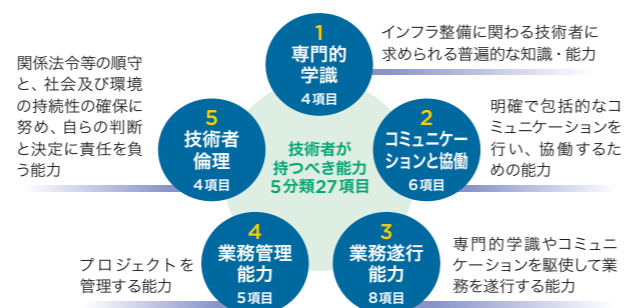 1
専門的
学識
4項目
インフラ整備に関わる技術者に
求められる普遍的な知識・能力
2
コミュニケー
ションと協働
6項目
明確で包括的なコ
ミュニケーションを
行い、協働するた
めの能力
3
業務遂行
能力
8項目
専門的学識やコミュニ
ケーションを駆使して業
務を遂行する能力
4
業務管理
能力
5項目
プロジェクトを
管理する能力
5
技術者
倫理
4項目
関係法令等の順守
と、社会及び環境
の持続性の確保に
努め、自らの判断
と決定に責任を負
う能力
技術者が
持つべき能力
5分類27項目